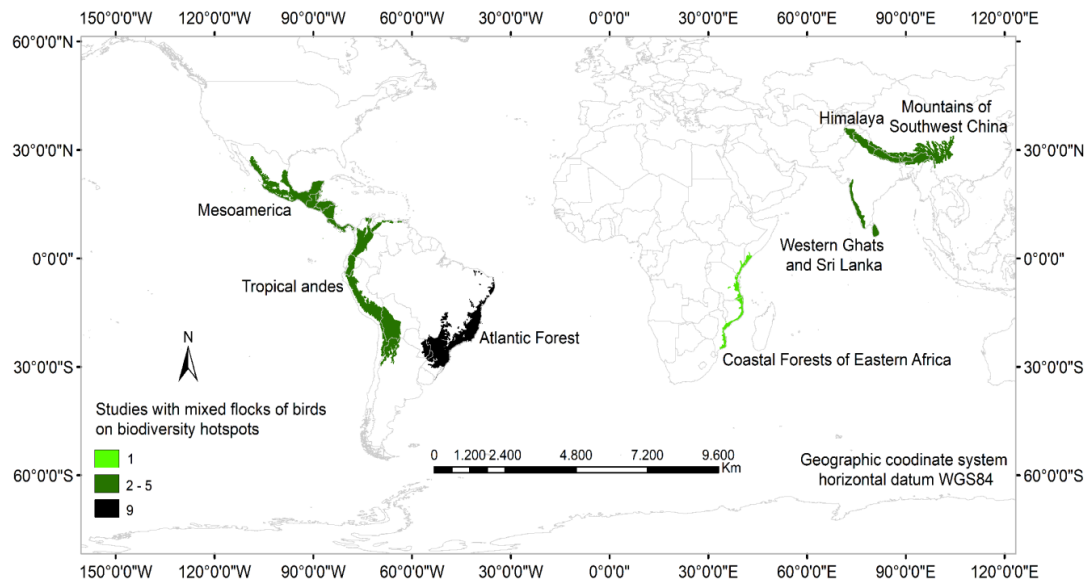 150°0'0"W 120°0'0"W 90°0'0"W 60°0'0"W 30°0'0"W 0°0'0"E 30°0'0"E 60°0'0"E 90°0'0"E 120°0'0"E
60°0'0"N 60°0'0"N
Himalaya
Mountains of
Southwest China
30°0'0"N 30°0'0"N
Mesoamerica
Western Ghats
and Sri Lanka
0°0'0" 0°0'0"
Tropical andes
Atlantic Forest
Coastal Forests of Eastern Africa
N
30°0'0"S 30°0'0"S
Studies with mixed flocks of birds
on biodiversity hotspots
1
2 - 5
9
0 1.200 2.400 4.800 7.200 9.600
Km
Geographic coodinate system
horizontal datum WGS84
60°0'0"S 60°0'0"S
150°0'0"W 120°0'0"W 90°0'0"W 60°0'0"W 30°0'0"W 0°0'0"E 30°0'0"E 60°0'0"E 90°0'0"E 120°0'0"E